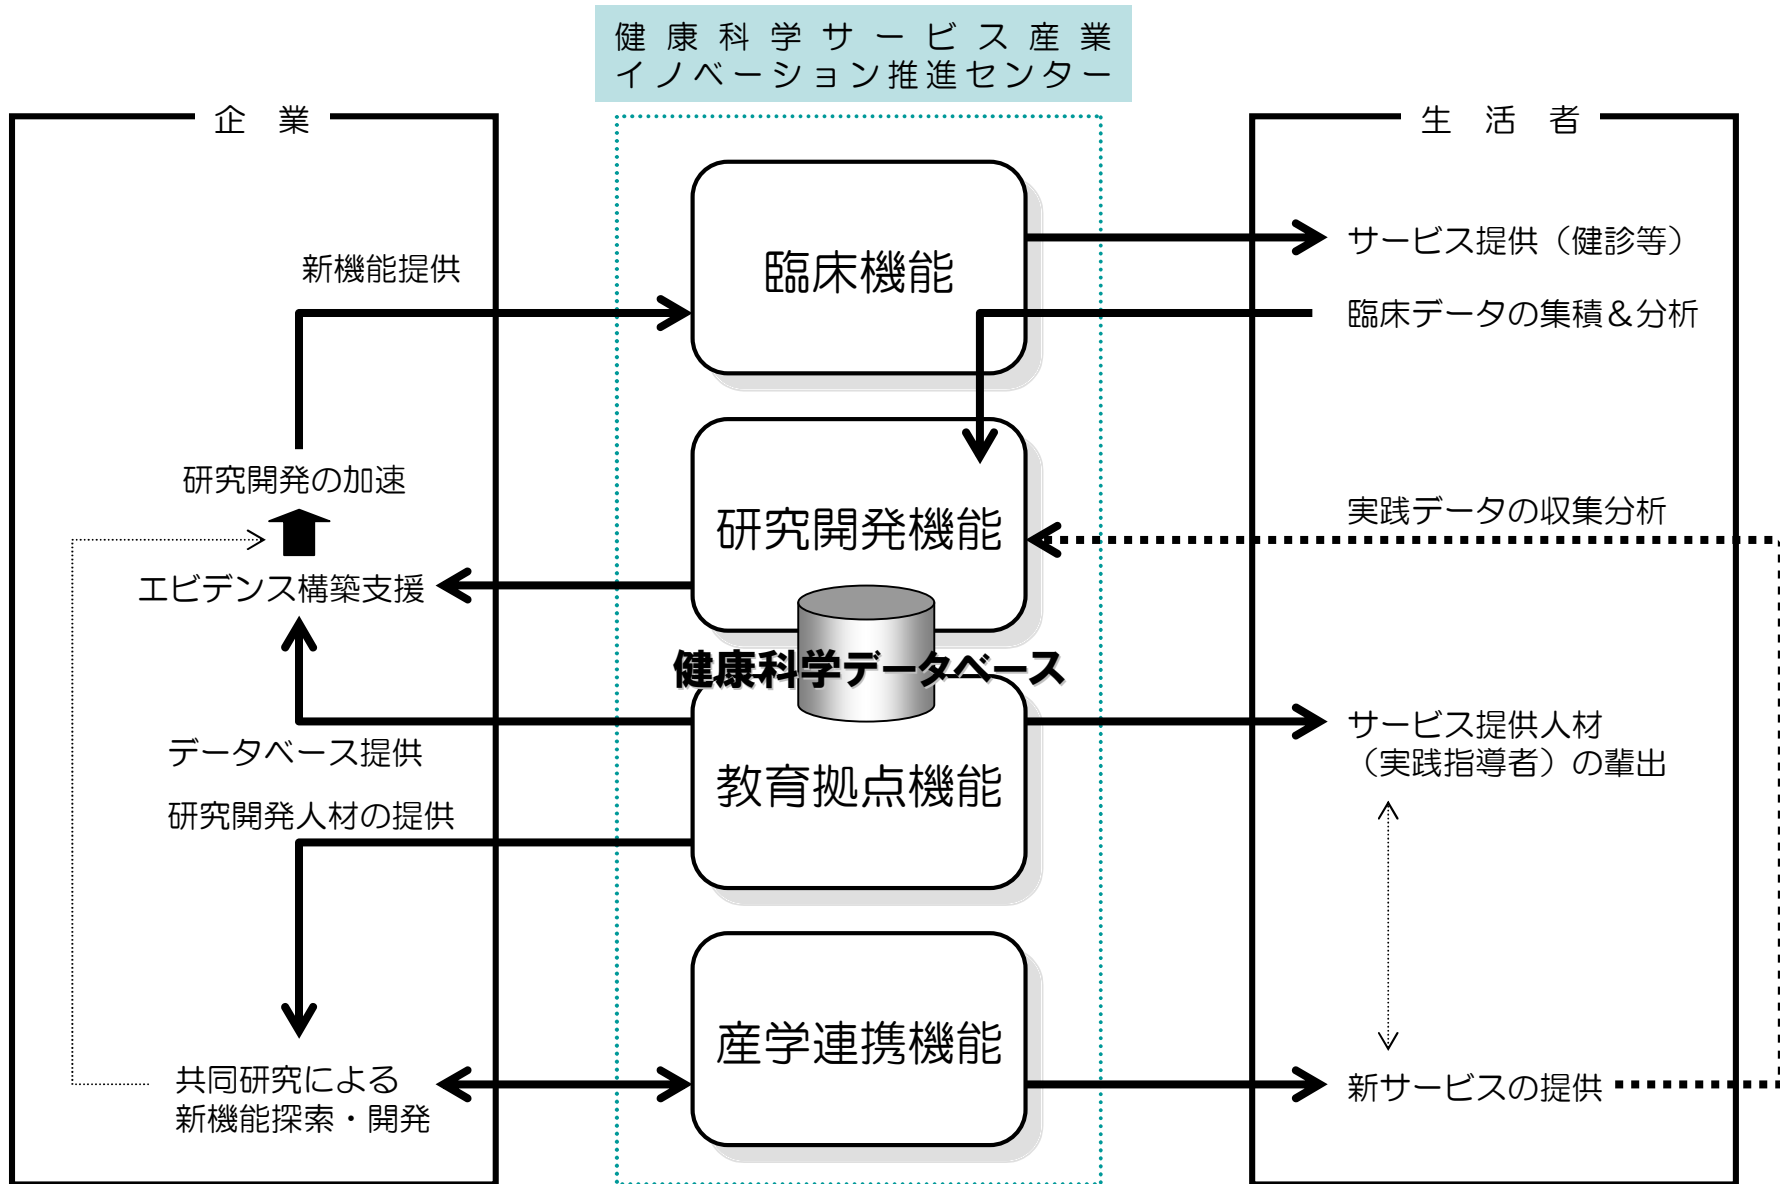 健康科学サービス産業
イノベーション推進センター
企業
生活者
新機能提供
研究開発の加速
エビデンス構築支援
データベース提供
研究開発人材の提供
共同研究による
新機能探索・開発
臨床機能
研究開発機能
健康科学データベース
教育拠点機能
産学連携機能
サービス提供（健診等）
臨床データの集積＆分析
実践データの収集分析
サービス提供人材
（実践指導者）の輩出
新サービスの提供